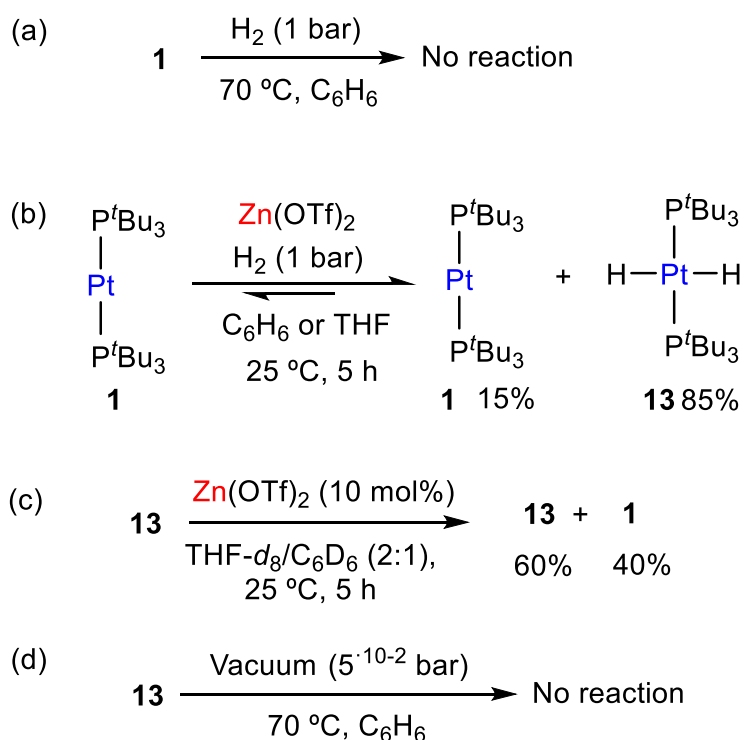 (a)
H₂ (1 bar)
1 No reaction
70 ºC, C₆H₆
(b)
PᵗBu₃ Zn(OTf)₂ PᵗBu₃ PᵗBu₃
H₂ (1 bar)
Pt Pt + H Pt H
C₆H₆ or THF
PᵗBu₃ 25 ºC, 5 h PᵗBu₃ PᵗBu₃
1 1 15% 13 85%
(c)
Zn(OTf)₂ (10 mol%)
13 13 + 1
THF-d₈/C₆D₆ (2:1), 60% 40%
25 ºC, 5 h
(d)
Vacuum (5˙¹⁰⁻² bar)
13 No reaction
70 ºC, C₆H₆